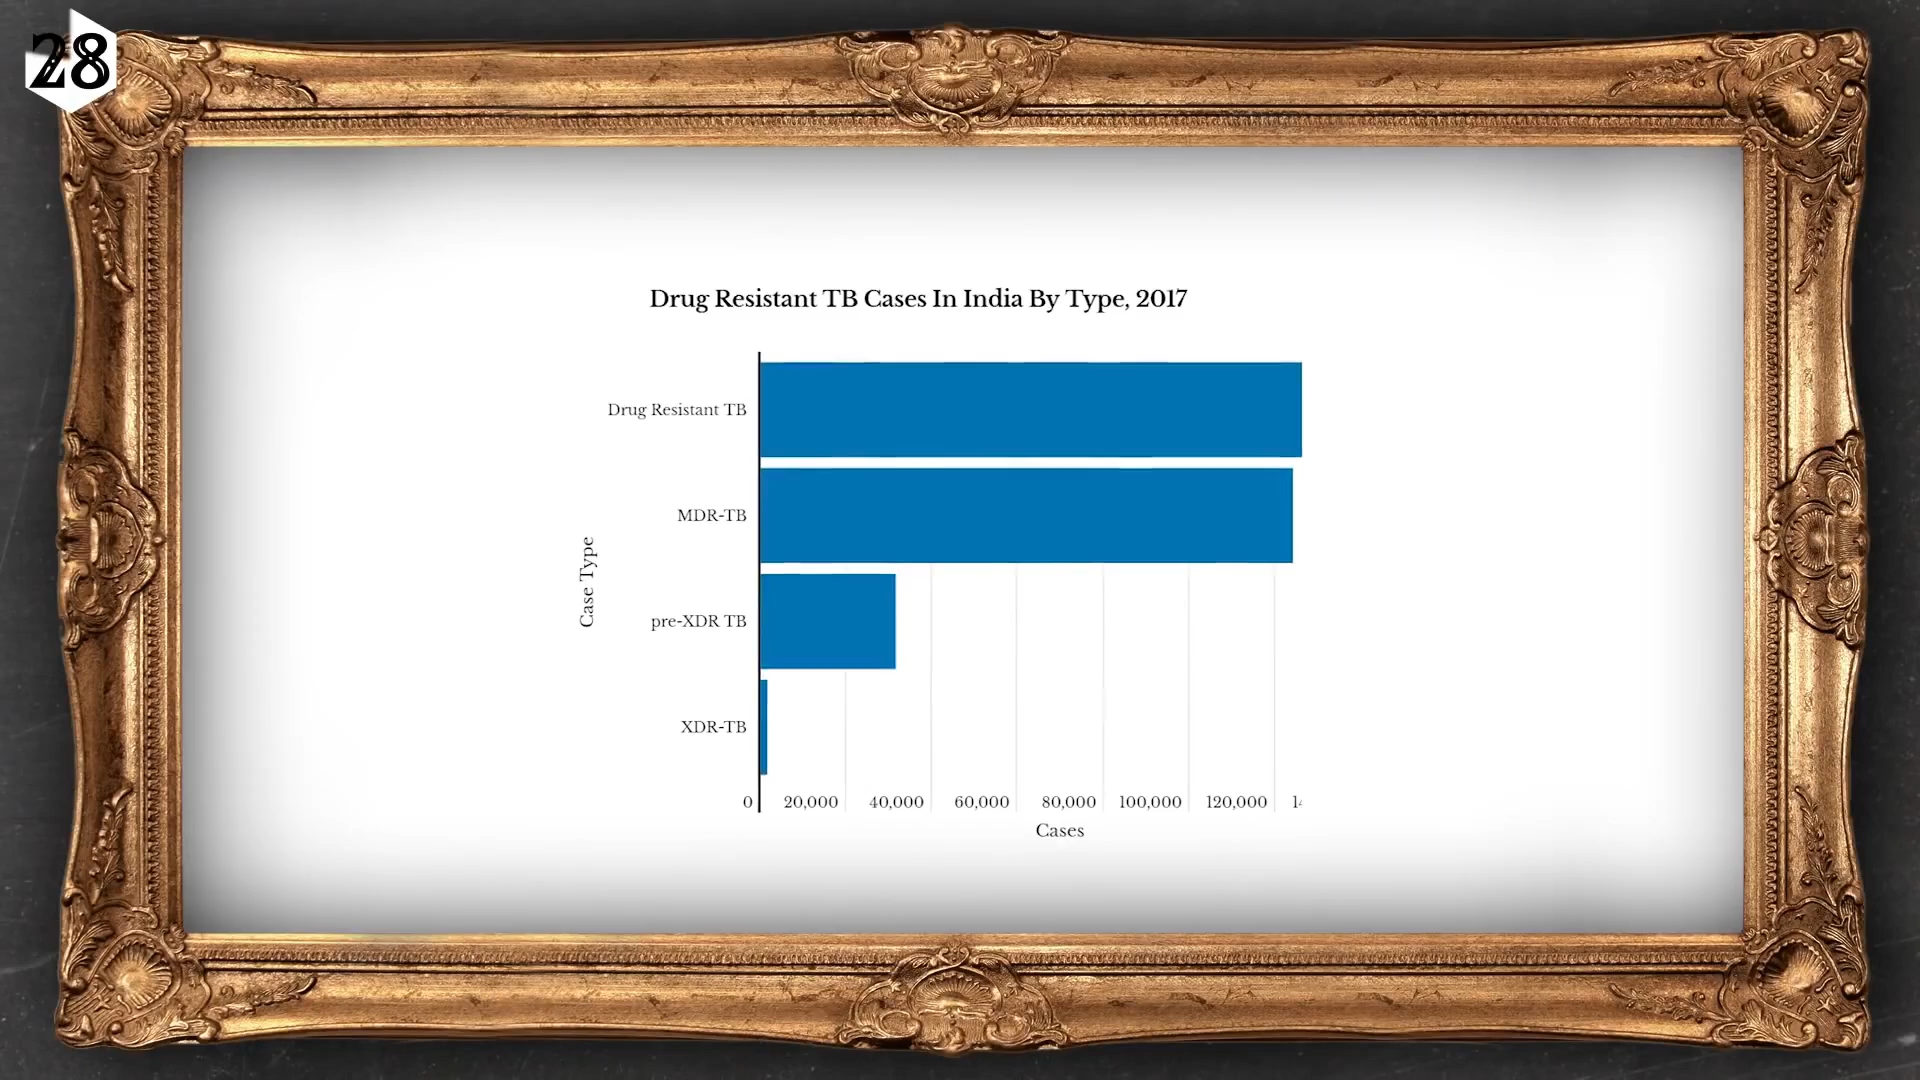 28
Drug Resistant TB Cases In India By Type, 2017
Drug Resistant TB
MDR-TB
Case Type
pre-XDR TB
XDR-TB
0 20,000 40,000 60,000 80,000 100,000 120,000
Cases